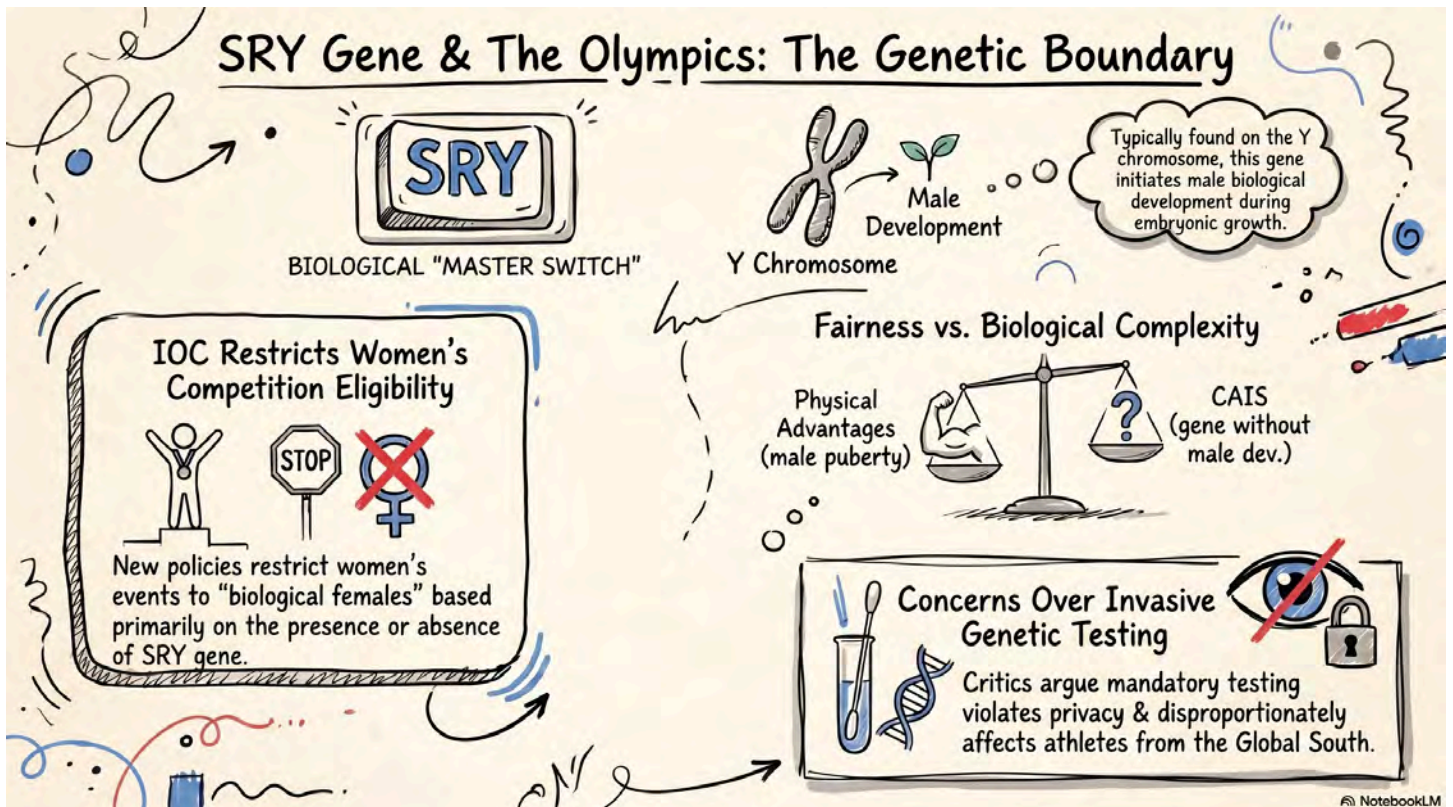 SRY Gene & The Olympics: The Genetic Boundary
SRY
BIOLOGICAL "MASTER SWITCH"
Y Chromosome
Male
Development
Typically found on the Y
chromosome, this gene
initiates male biological
development during
embryonic growth.
IOC Restricts Women's
Competition Eligibility
STOP
New policies restrict women's
events to "biological females" based
primarily on the presence or absence
of SRY gene.
Fairness vs. Biological Complexity
Physical
Advantages
(male puberty)
?
CAIS
(gene without
male dev.)
Concerns Over Invasive
Genetic Testing
Critics argue mandatory testing
violates privacy & disproportionately
affects athletes from the Global South.
NotebookLM